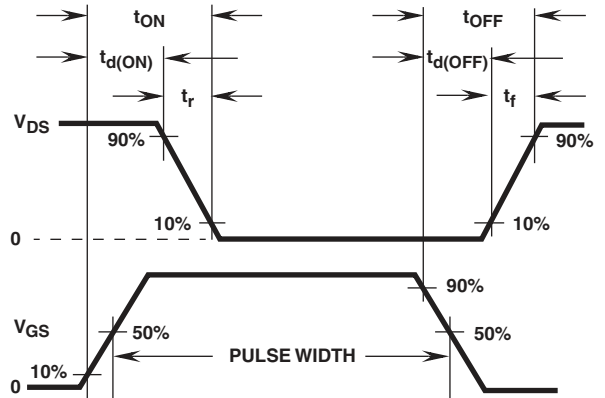 tON tOFF
td(ON) td(OFF)
tr tf
VDS
90% 90%
10% 10%
0
90%
VGS 50% 50%
PULSE WIDTH
10%
0